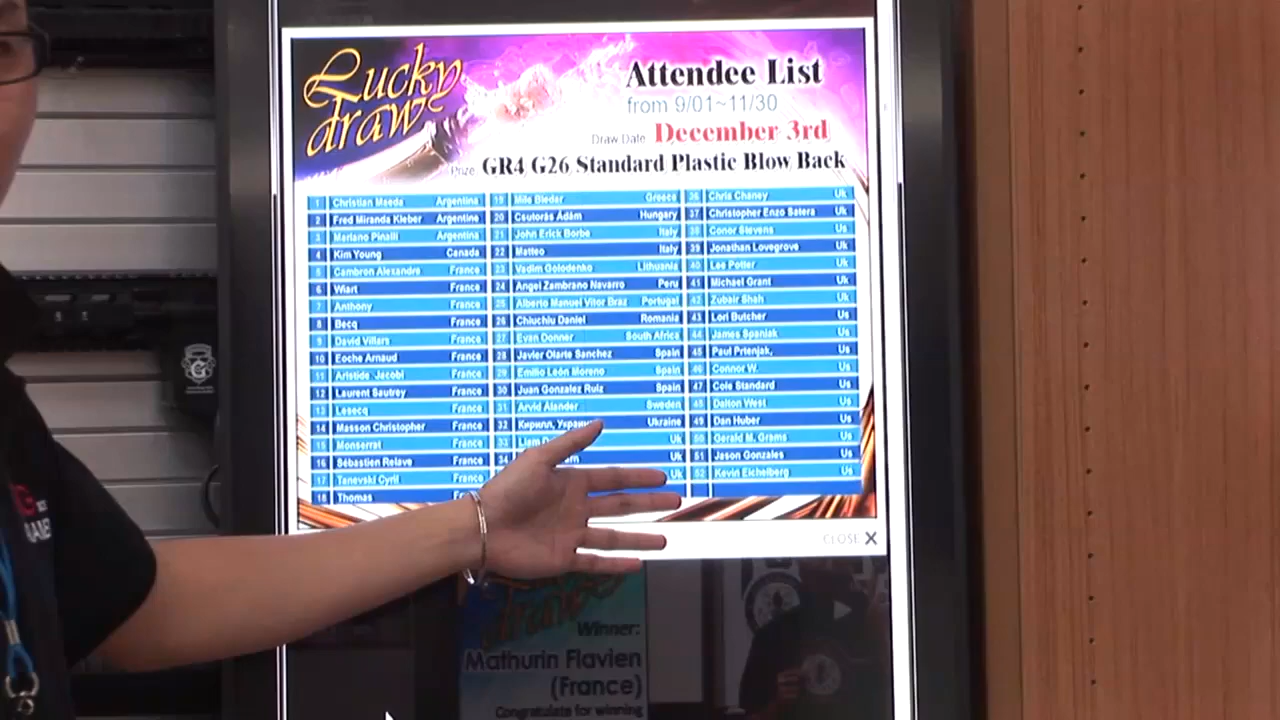 Lucky
draw
Attendee List
from 9/01~11/30
Draw Date: December 3rd
Prize: GR4 G26 Standard Plastic Blow Back
1 Christian Maeda Argentina
2 Fred Miranda Kleber Argentine
3 Mariano Pinalli Argentina
4 Kim Young Canada
5 Cambron Alexandre France
6 Wiart France
7 Anthony France
8 Becq France
9 David Villars France
10 Eoche Arnaud France
11 Aristide Jacobi France
12 Laurent Sautrey France
13 Lesecq France
14 Masson Christopher France
15 Monserrat France
16 Sébastien Relave France
17 Tanevski Cyril France
18 Thomas
19 Mile Bledar Greece
20 Csutorás Ádám Hungary
21 John Erick Borbe Italy
22 Matteo Italy
23 Vadim Golodenko Lithuania
24 Angel Zambrano Navarro Peru
25 Alberto Manuel Vitor Braz Portugal
26 Chiuchiu Daniel Romania
27 Evan Donner South Africa
28 Javier Olarte Sanchez Spain
29 Emilio León Moreno Spain
30 Juan Gonzalez Ruiz Spain
31 Arvid Alander Sweden
32 Кирилл, Ukraine
33 Liam Uk
34 Uk
Uk
36 Chris Chaney Uk
37 Christopher Enzo Satera Uk
38 Conor Stevens Us
39 Jonathan Lovegrove Uk
40 Lee Potter Uk
41 Michael Grant Uk
42 Zubair Shah Uk
43 Lori Butcher Us
44 James Spaniak Us
45 Paul Prtenjak, Us
46 Connor W. Us
47 Cole Standard Us
48 Dalton West Us
49 Dan Huber Us
50 Gerald M. Grams Us
51 Jason Gonzales Us
52 Kevin Eichelberg Us
CLOSE X
draw
Winner:
Mathurin Flavien
(France)
Congratulate for winning